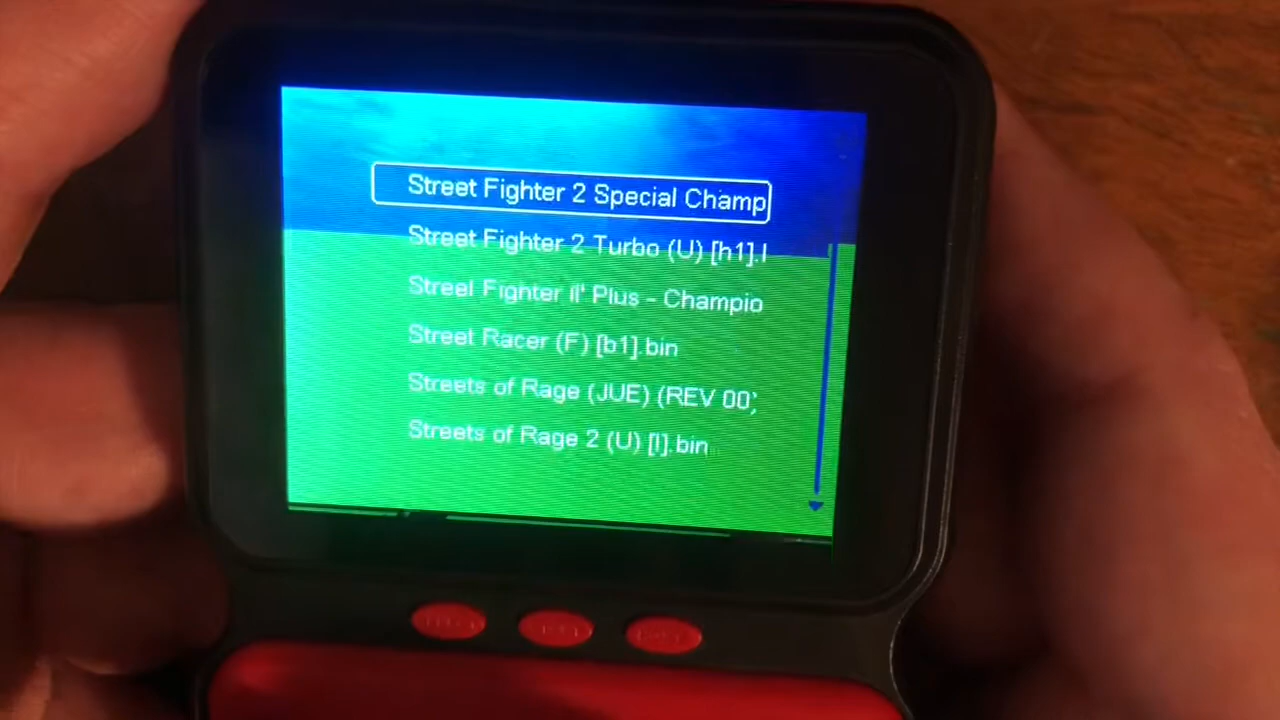 Street Fighter 2 Special Champ
Street Fighter 2 Turbo (U) [h1].
Street Fighter II' Plus - Champio
Street Racer (F) [b1].bin
Streets of Rage (JUE) (REV 00)
Streets of Rage 2 (U) [!].bin